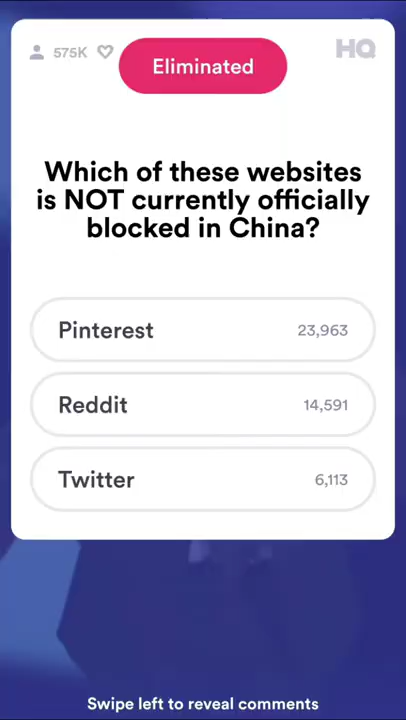 575K
Eliminated
HQ
Which of these websites
is NOT currently officially
blocked in China?
Pinterest 23,963
Reddit 14,591
Twitter 6,113
Swipe left to reveal comments